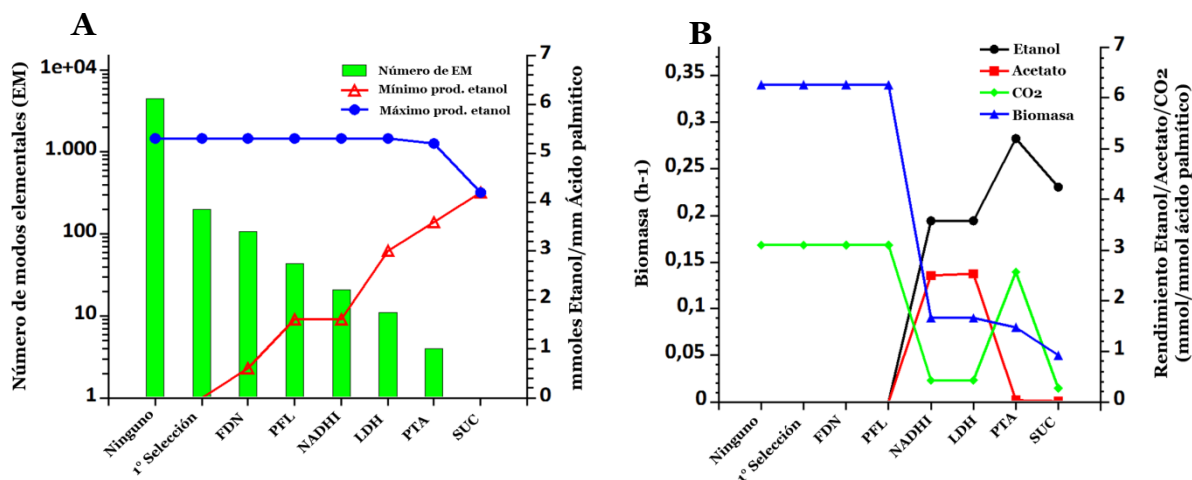 A
Número de modos elementales (EM)
1e+04
1.000
100
10
1
Número de EM
Mínimo prod. etanol
Máximo prod. etanol
7
6
5
4
3
2
1
0
mmoles Etanol/mm Ácido palmítico
Ninguno
1º Selección
FDN
PFL
NADHI
LDH
PTA
SUC
B
Biomasa (h-1)
0,35
0,3
0,25
0,2
0,15
0,1
0,05
0
Etanol
Acetato
CO2
Biomasa
7
6
5
4
3
2
1
0
Rendimiento Etanol/Acetato/CO2
(mmol/mmol ácido palmítico)
Ninguno
1º Selección
FDN
PFL
NADHI
LDH
PTA
SUC